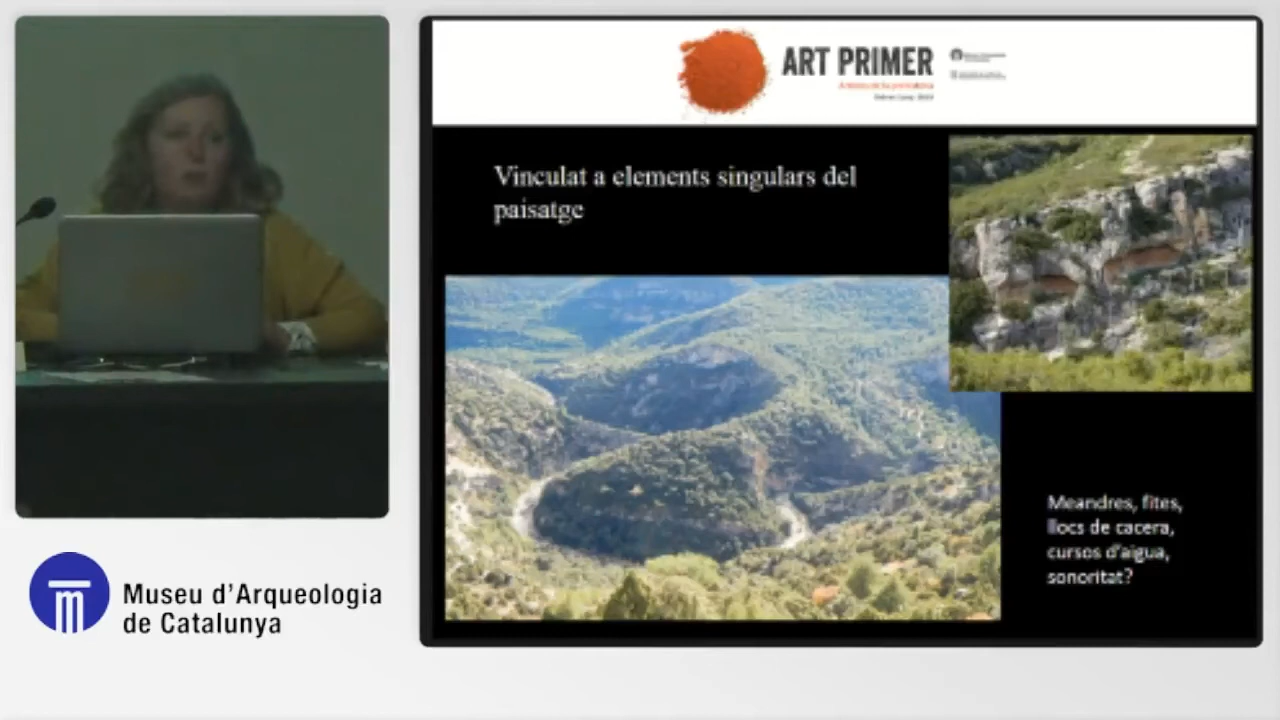 ART PRIMER
Vinculat a elements singulars del
paisatge
Meandres, fites,
llocs de cacera,
cursos d'aigua,
sonoritat?
Museu d'Arqueologia
de Catalunya